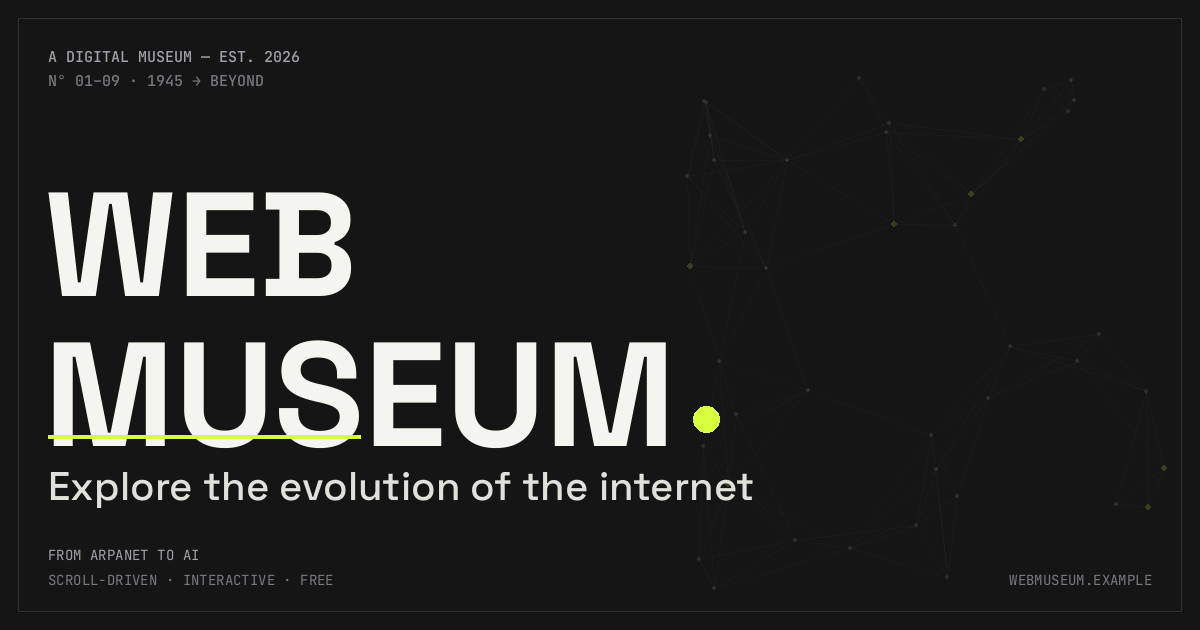 A DIGITAL MUSEUM — EST. 2026
N° 01–09 · 1945 → BEYOND
WEB
MUSEUM.
Explore the evolution of the internet
FROM ARPANET TO AI
SCROLL-DRIVEN · INTERACTIVE · FREE
WEBMUSEUM.EXAMPLE